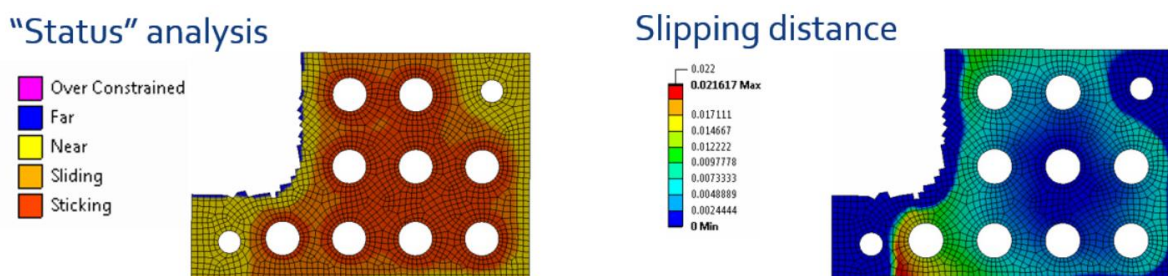 “Status” analysis
Over Constrained
Far
Near
Sliding
Sticking
Slipping distance
0.022
0.021617 Max
0.017111
0.014667
0.012222
0.0097778
0.0073333
0.0048889
0.0024444
0 Min